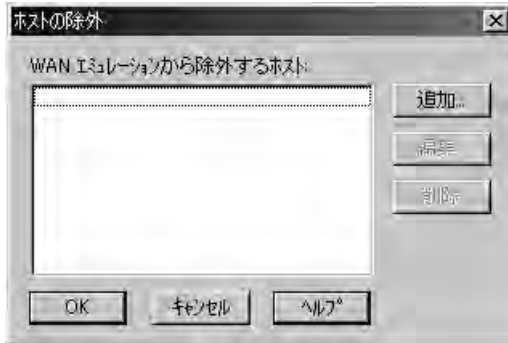 ホストの除外
WAN エミュレーションから除外するホスト:
追加...
編集...
削除
OK
キャンセル
ヘルプ